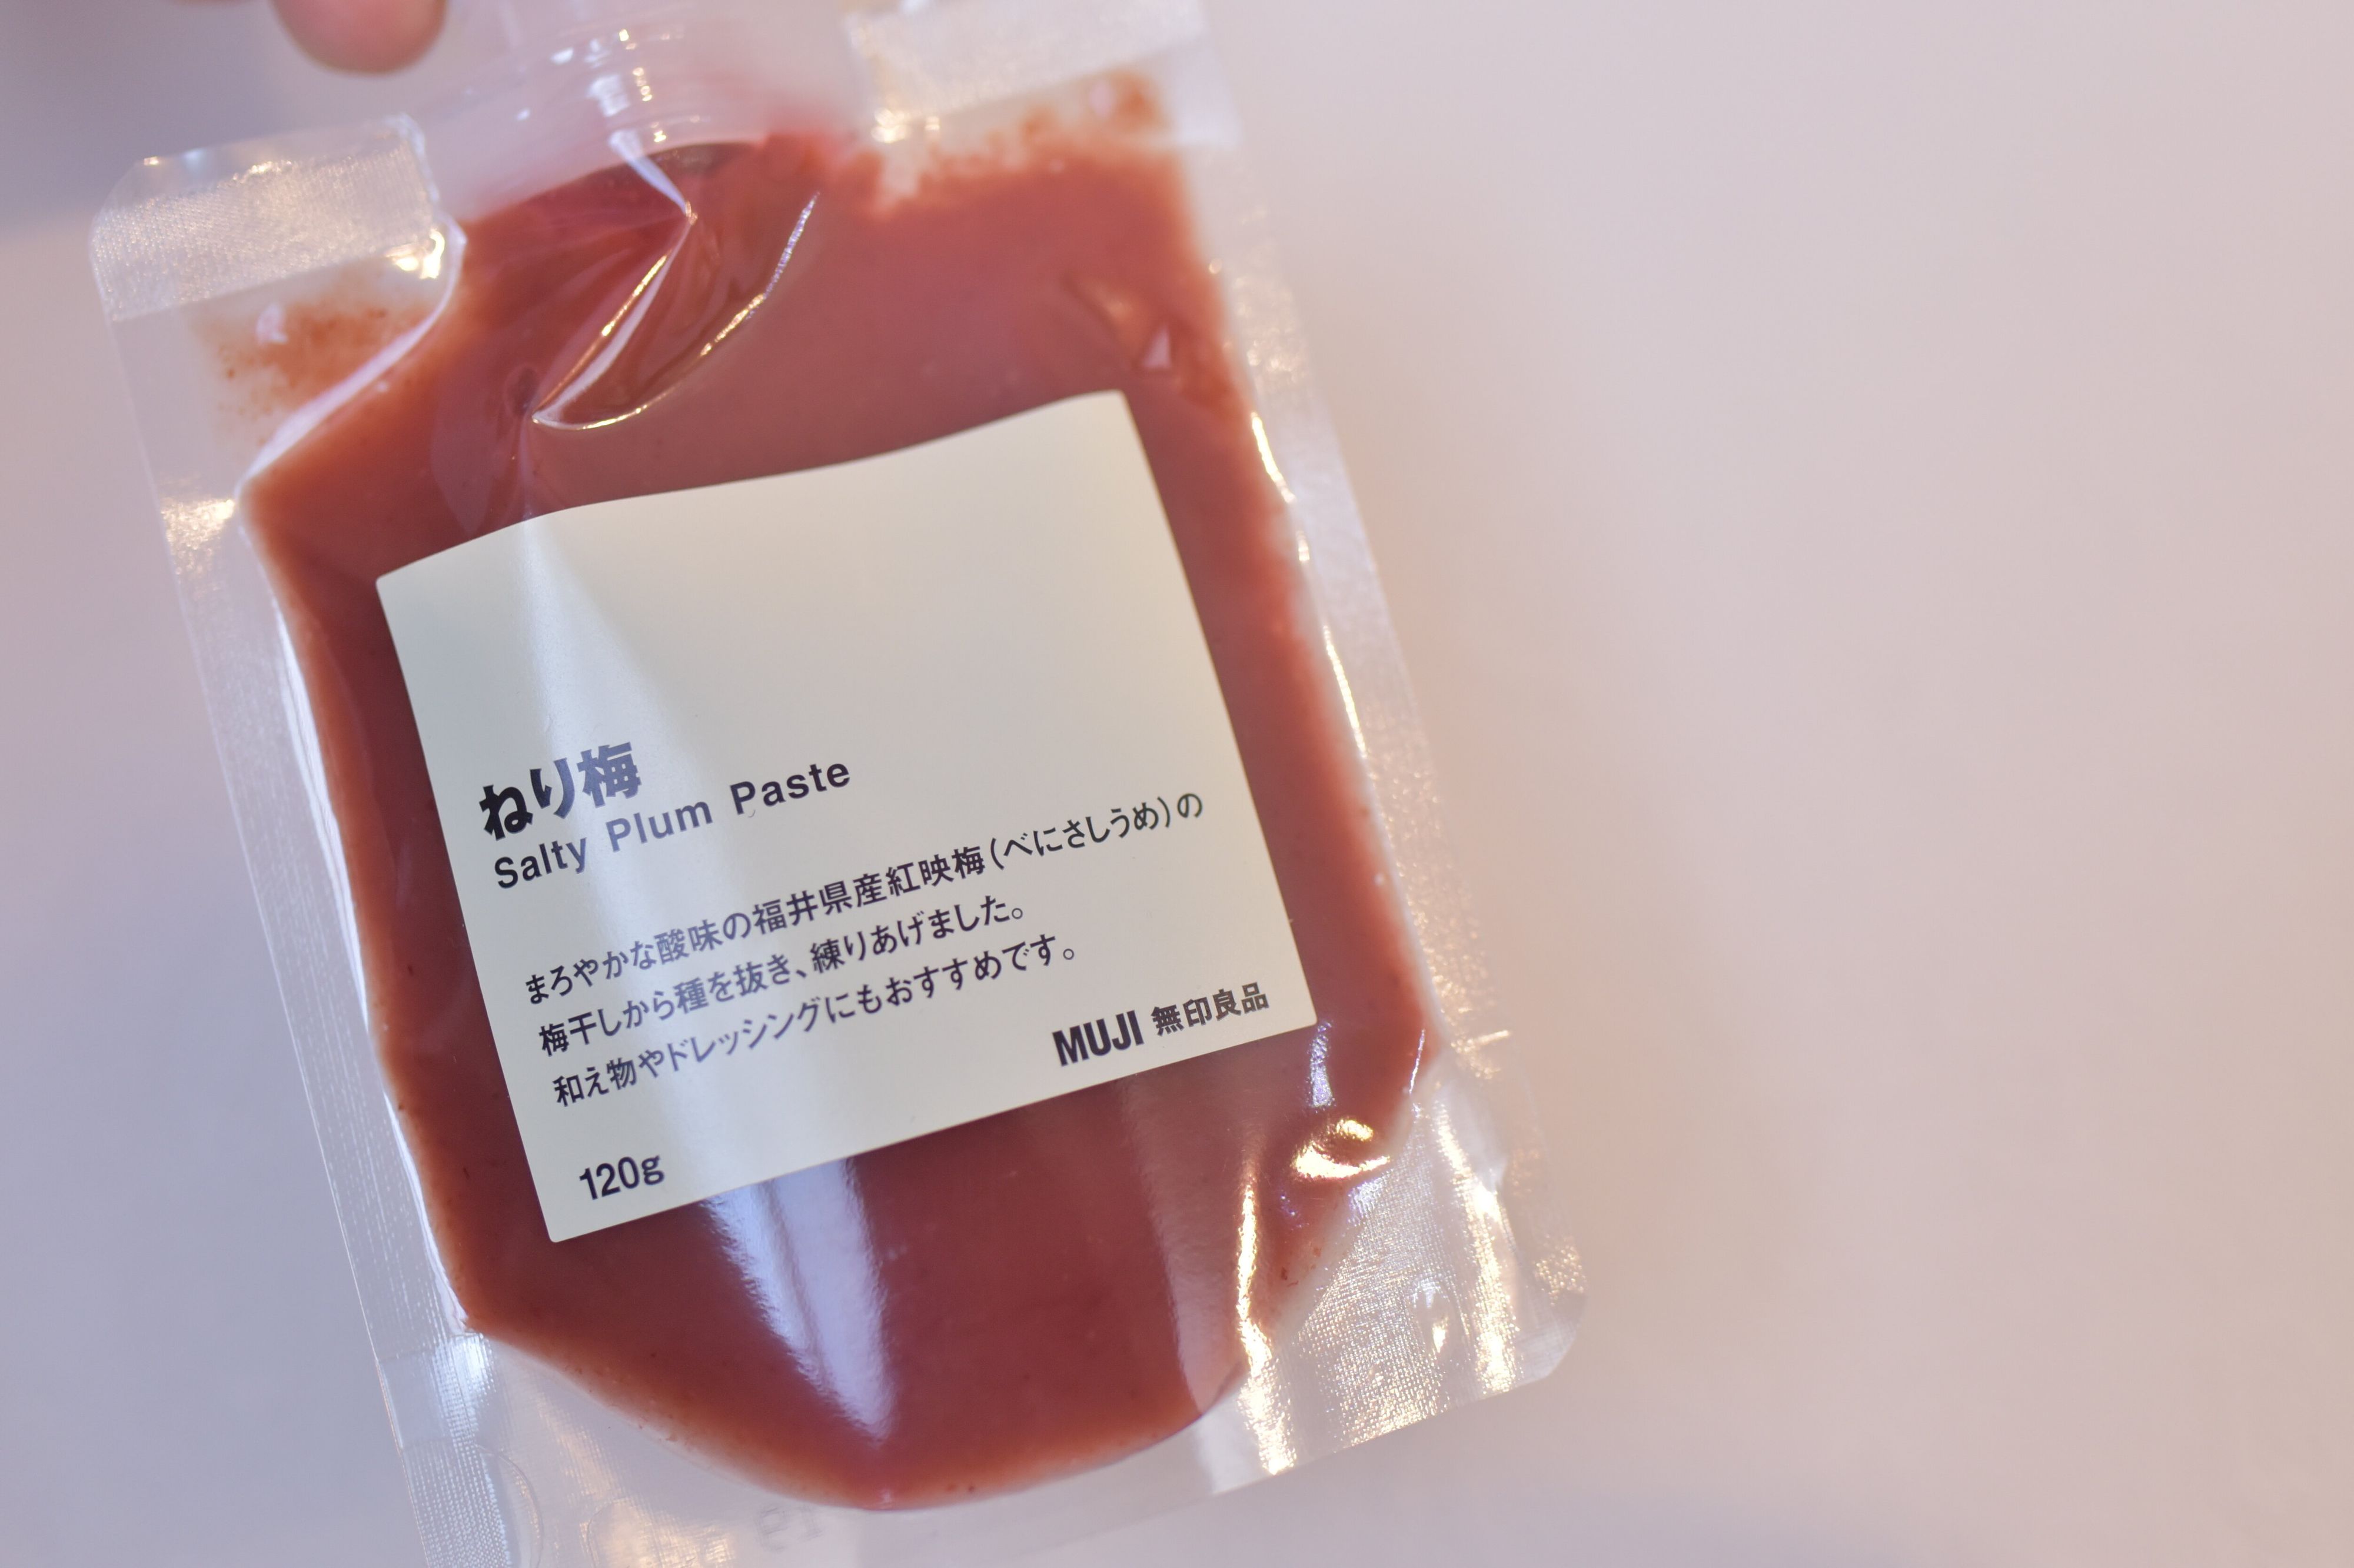 ねり梅
Salty Plum Paste
まろやかな酸味の福井県産紅映梅(べにさしうめ)の
梅干しから種を抜き、練りあげました。
和え物やドレッシングにもおすすめです。
MUJI 無印良品
120g